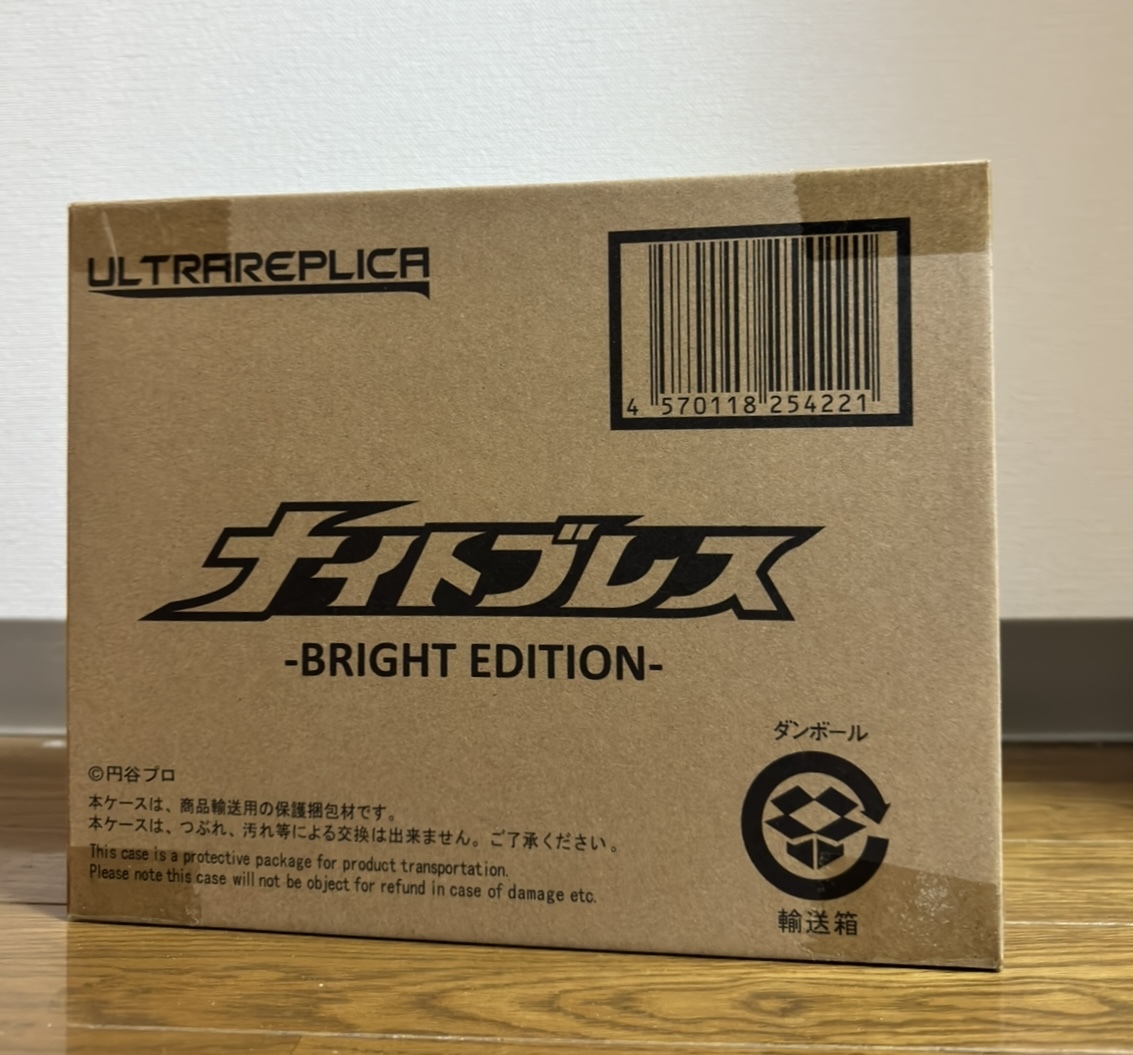 ULTRAREPLICA
4 570118 254221
ナイトブレス
-BRIGHT EDITION-
ダンボール
©円谷プロ
本ケースは、商品輸送用の保護梱包材です。
本ケースは、つぶれ、汚れ等による交換は出来ません。ご了承ください。
This case is a protective package for product transportation.
Please note this case will not be object for refund in case of damage etc.
輸送箱